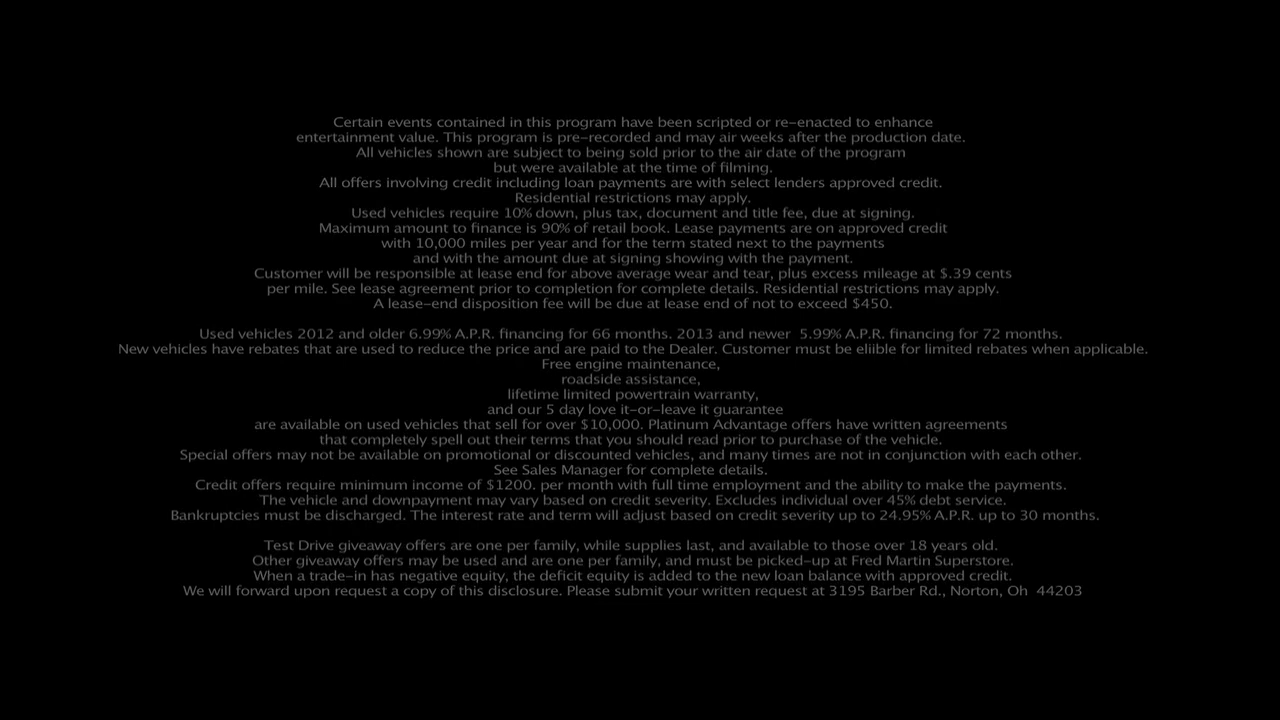 Certain events contained in this program have been scripted or re-enacted to enhance
entertainment value. This program is pre-recorded and may air weeks after the production date.
All vehicles shown are subject to being sold prior to the air date of the program
but were available at the time of filming.
All offers involving credit including loan payments are with select lenders approved credit.
Residential restrictions may apply.
Used vehicles require 10% down, plus tax, document and title fee, due at signing.
Maximum amount to finance is 90% of retail book. Lease payments are on approved credit
with 10,000 miles per year and for the term stated next to the payments
and with the amount due at signing showing with the payment.
Customer will be responsible at lease end for above average wear and tear, plus excess mileage at $.39 cents
per mile. See lease agreement prior to completion for complete details. Residential restrictions may apply.
A lease-end disposition fee will be due at lease end of not to exceed $450.
Used vehicles 2012 and older 6.99% A.P.R. financing for 66 months. 2013 and newer 5.99% A.P.R. financing for 72 months.
New vehicles have rebates that are used to reduce the price and are paid to the Dealer. Customer must be eliible for limited rebates when applicable.
Free engine maintenance,
roadside assistance,
lifetime limited powertrain warranty,
and our 5 day love it-or-leave it guarantee
are available on used vehicles that sell for over $10,000. Platinum Advantage offers have written agreements
that completely spell out their terms that you should read prior to purchase of the vehicle.
Special offers may not be available on promotional or discounted vehicles, and many times are not in conjunction with each other.
See Sales Manager for complete details.
Credit offers require minimum income of $1200. per month with full time employment and the ability to make the payments.
The vehicle and downpayment may vary based on credit severity. Excludes individual over 45% debt service.
Bankruptcies must be discharged. The interest rate and term will adjust based on credit severity up to 24.95% A.P.R. up to 30 months.
Test Drive giveaway offers are one per family, while supplies last, and available to those over 18 years old.
Other giveaway offers may be used and are one per family, and must be picked-up at Fred Martin Superstore.
When a trade-in has negative equity, the deficit equity is added to the new loan balance with approved credit.
We will forward upon request a copy of this disclosure. Please submit your written request at 3195 Barber Rd., Norton, Oh 44203